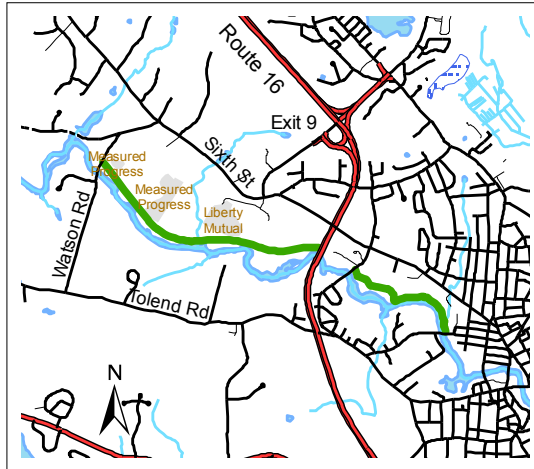 Route 16
Exit 9
Sixth St
Measured
Progress
Measured
Progress
Liberty
Mutual
Watson Rd
Tolend Rd
N